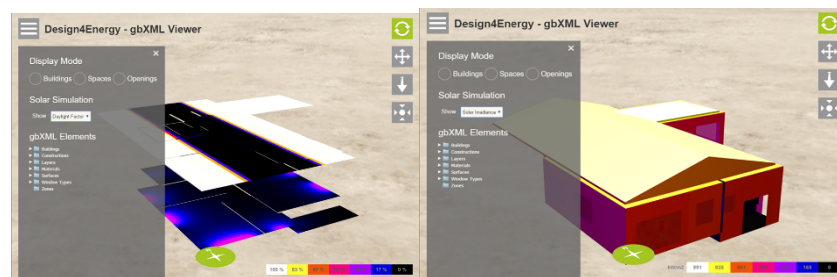 Design4Energy - gbXML Viewer
×
Display Mode
Buildings Spaces Openings
Solar Simulation
Show Daylight Factor
gbXML Elements
Buildings
Constructions
Layers
Materials
Surfaces
Window Types
Zones
100 % 83 % 17 % 0 %
Design4Energy - gbXML Viewer
×
Display Mode
Buildings Spaces Openings
Solar Simulation
Show Solar Irradiance
gbXML Elements
Buildings
Constructions
Layers
Materials
Surfaces
Window Types
Zones
991 826 0